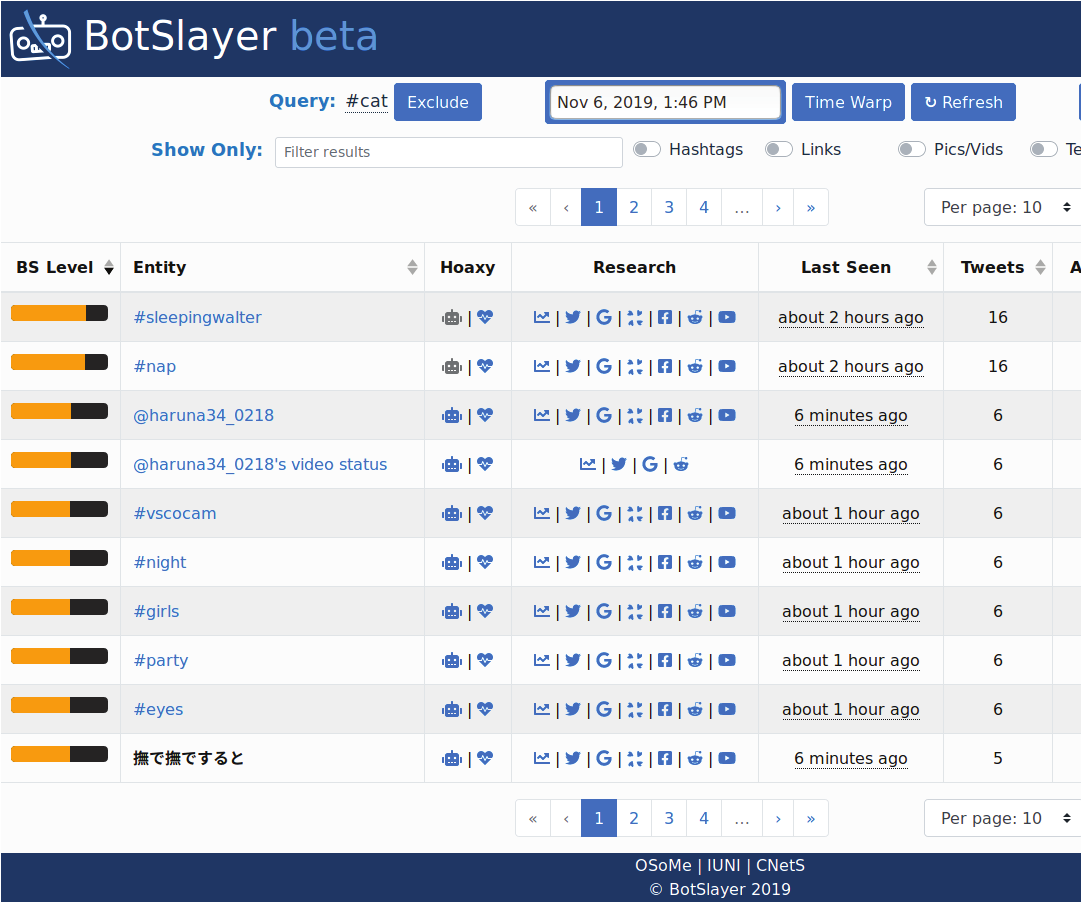 BotSlayer beta
Query: #cat Exclude Nov 6, 2019, 1:46 PM Time Warp ↻ Refresh
Show Only: Filter results Hashtags Links Pics/Vids Te
« ‹ 1 2 3 4 … › » Per page: 10
BS Level Entity Hoaxy Research Last Seen Tweets A
#sleepingwalter | | | | | | | about 2 hours ago 16
#nap | | | | | | | about 2 hours ago 16
@haruna34_0218 | | | | | | | 6 minutes ago 6
@haruna34_0218's video status | | | | 6 minutes ago 6
#vscocam | | | | | | | about 1 hour ago 6
#night | | | | | | | about 1 hour ago 6
#girls | | | | | | | about 1 hour ago 6
#party | | | | | | | about 1 hour ago 6
#eyes | | | | | | | about 1 hour ago 6
撫で撫ですると | | | | | | | 6 minutes ago 5
« ‹ 1 2 3 4 … › » Per page: 10
OSoMe | IUNI | CNetS
© BotSlayer 2019